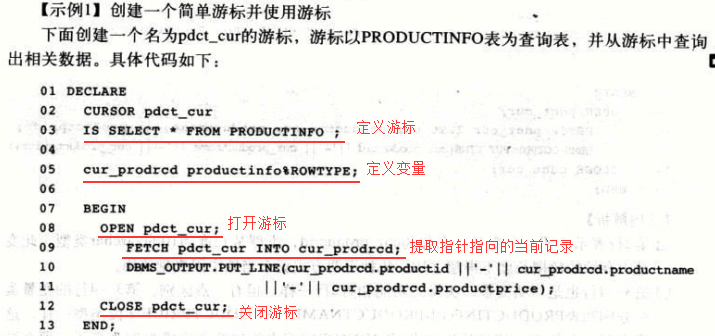 【示例1】创建一个简单游标并使用游标
下面创建一个名为pdct_cur的游标，游标以PRODUCTINFO表为查询表，并从游标中查询
出相关数据。具体代码如下：
01 DECLARE
02 CURSOR pdct_cur
03 IS SELECT * FROM PRODUCTINFO ; 定义游标
04
05 cur_prodrcd productinfo%ROWTYPE; 定义变量
06
07 BEGIN
08 OPEN pdct_cur; 打开游标
09 FETCH pdct_cur INTO cur_prodrcd; 提取指针指向的当前记录
10 DBMS_OUTPUT.PUT_LINE(cur_prodrcd.productid ||'-'|| cur_prodrcd.productname
11 ||'-'|| cur_prodrcd.productprice);
12 CLOSE pdct_cur; 关闭游标
13 END;